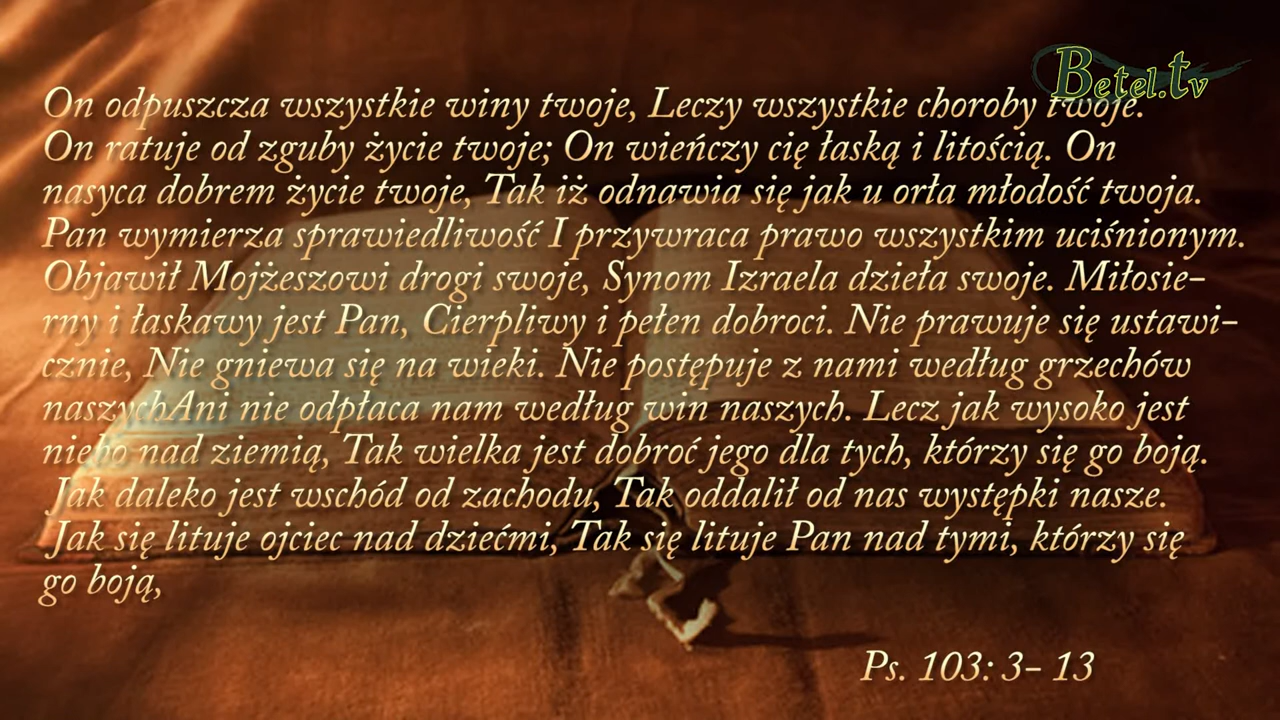 Betel.tv
On odpuszcza wszystkie winy twoje, Leczy wszystkie choroby twoje.
On ratuje od zguby życie twoje; On wieńczy cię łaską i litością. On
nasyca dobrem życie twoje, Tak iż odnawia się jak u orła młodość twoja.
Pan wymierza sprawiedliwość I przywraca prawo wszystkim uciśnionym.
Objawił Mojżeszowi drogi swoje, Synom Izraela dzieła swoje. Miłosie-
rny i łaskawy jest Pan, Cierpliwy i pełen dobroci. Nie prawuje się ustawi-
cznie, Nie gniewa się na wieki. Nie postępuje z nami według grzechów
naszychAni nie odpłaca nam według win naszych. Lecz jak wysoko jest
niebo nad ziemią, Tak wielka jest dobroć jego dla tych, którzy się go boją.
Jak daleko jest wschód od zachodu, Tak oddalił od nas występki nasze.
Jak się lituje ojciec nad dziećmi, Tak się lituje Pan nad tymi, którzy się
go boją,
Ps. 103: 3- 13